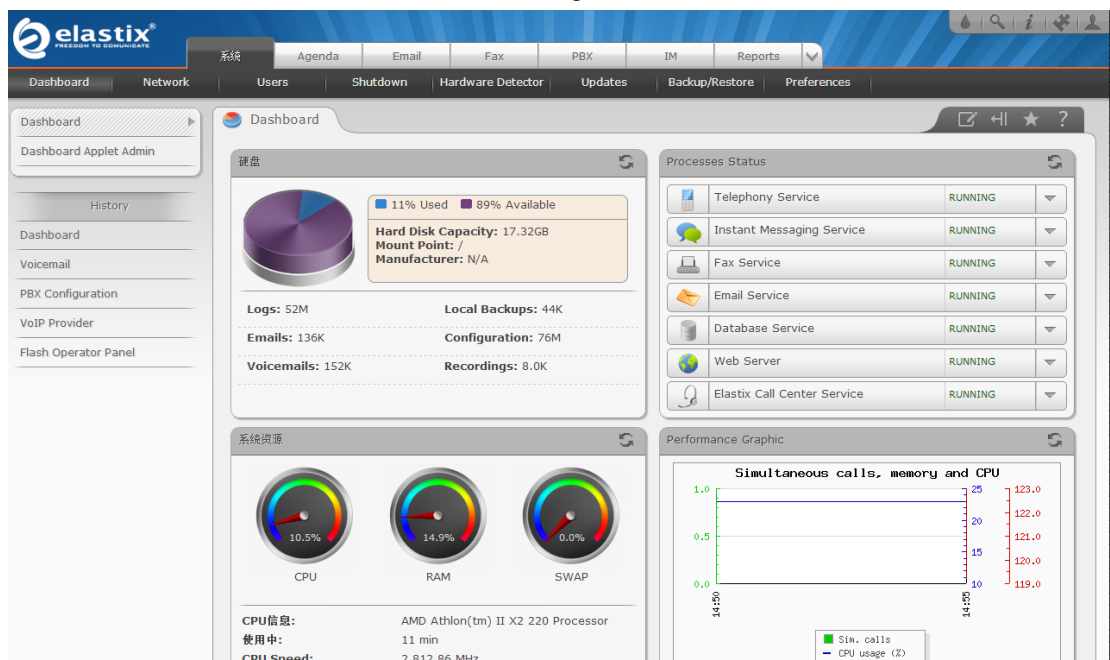 elastix®
FREEDOM TO COMUNICATE
系统 Agenda Email Fax PBX IM Reports
Dashboard Network Users Shutdown Hardware Detector Updates Backup/Restore Preferences
Dashboard
Dashboard Applet Admin
History
Dashboard
Voicemail
PBX Configuration
VoIP Provider
Flash Operator Panel
Dashboard
硬盘
11% Used 89% Available
Hard Disk Capacity: 17.32GB
Mount Point: /
Manufacturer: N/A
Logs: 52M Local Backups: 44K
Emails: 136K Configuration: 76M
Voicemails: 152K Recordings: 8.0K
Processes Status
Telephony Service RUNNING
Instant Messaging Service RUNNING
Fax Service RUNNING
Email Service RUNNING
Database Service RUNNING
Web Server RUNNING
Elastix Call Center Service RUNNING
系统资源
10.5% 14.9% 0.0%
CPU RAM SWAP
CPU信息: AMD Athlon(tm) II X2 220 Processor
使用中: 11 min
CPU Speed: 2,812.86 MHz
Performance Graphic
Simultaneous calls, memory and CPU
1.0 25 123.0
122.0
20
0.5 121.0
15
120.0
0.0 10 119.0
14:50 14:55
Sim. calls
CPU usage (%)